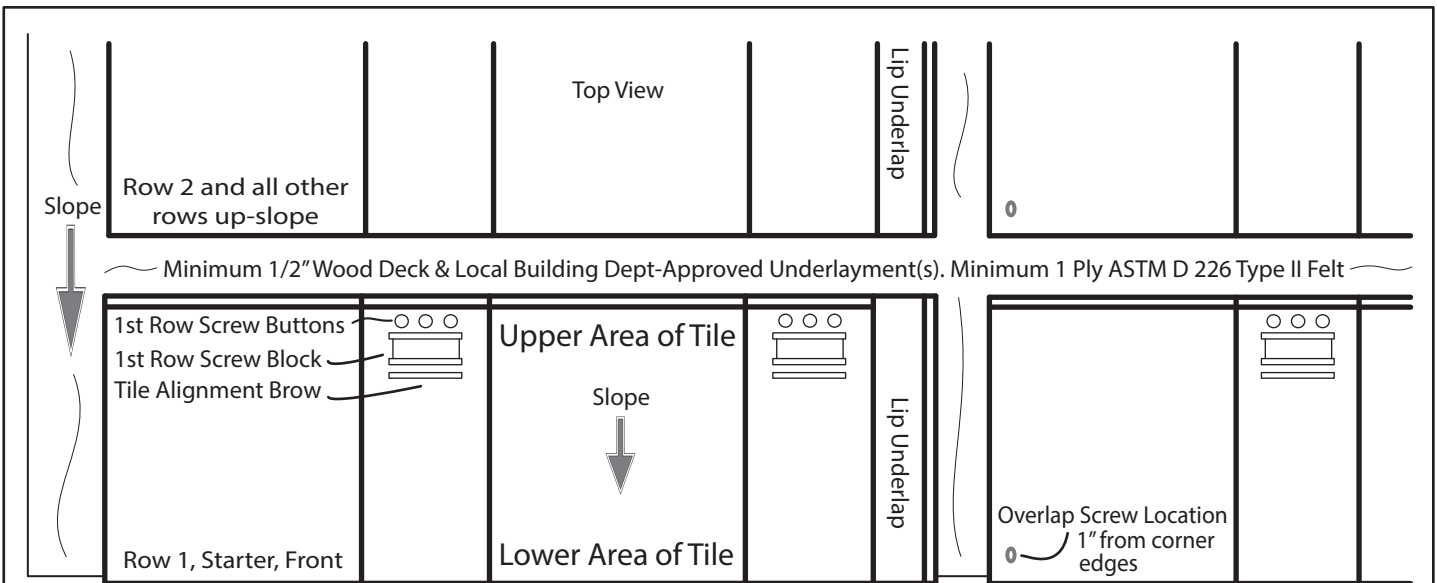 Top View
Lip Underlap
Row 2 and all other
rows up-slope
Slope
Minimum 1/2" Wood Deck & Local Building Dept-Approved Underlayment(s). Minimum 1 Ply ASTM D 226 Type II Felt
1st Row Screw Buttons
1st Row Screw Block
Tile Alignment Brow
Upper Area of Tile
Slope
Lip Underlap
Row 1, Starter, Front
Lower Area of Tile
Overlap Screw Location
1" from corner
edges